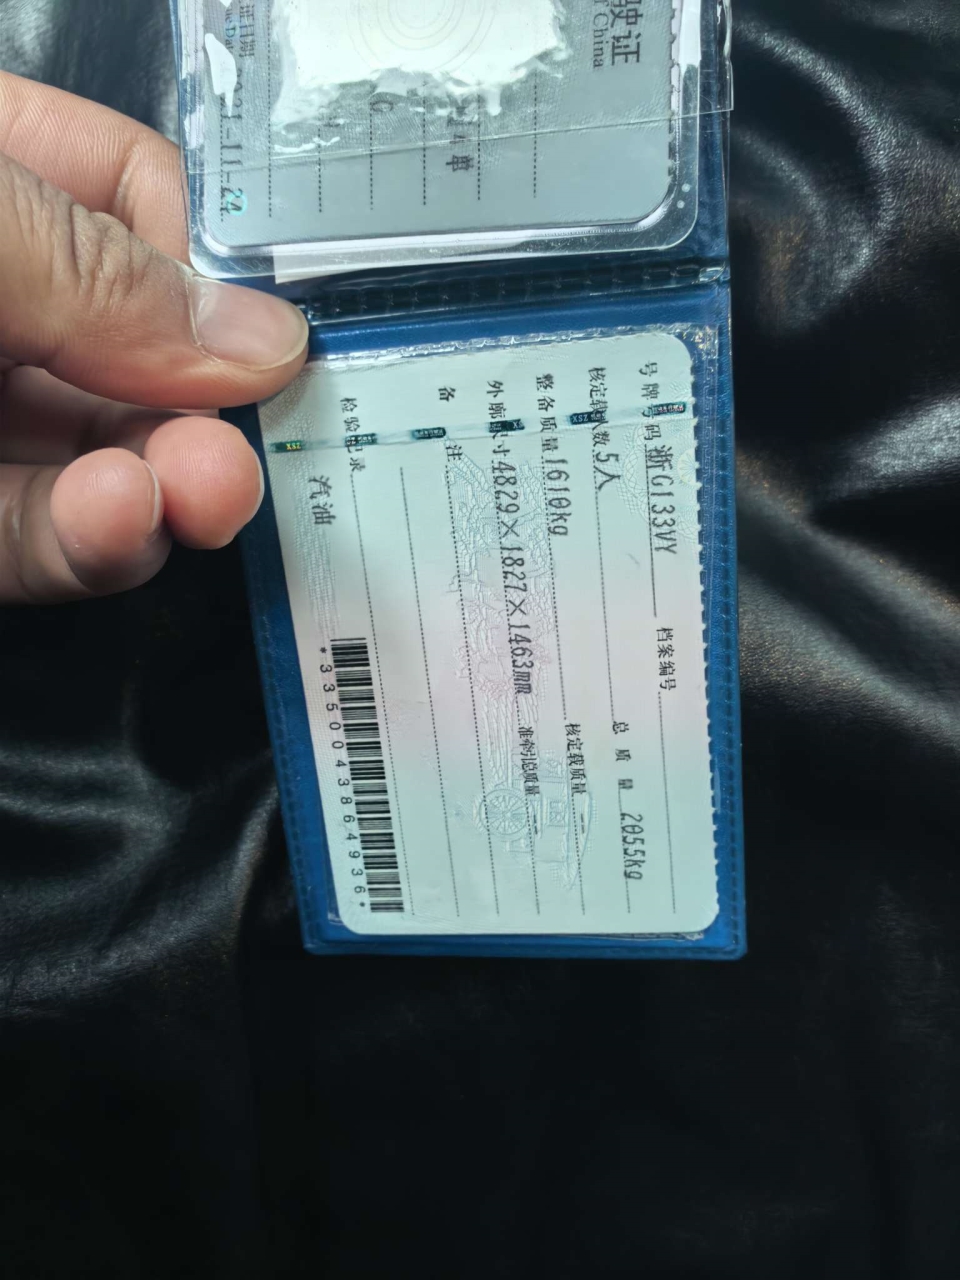 驶证
China
单
-11-24
号牌号码 浙G133VY 档案编号
核定载人数 5人 总质量 2055kg
整备质量 1610kg 核定载质量 --
外廓尺寸 4829×1827×1463mm 准牵引总质量 --
备注
检验记录
汽油
*3350043864936*